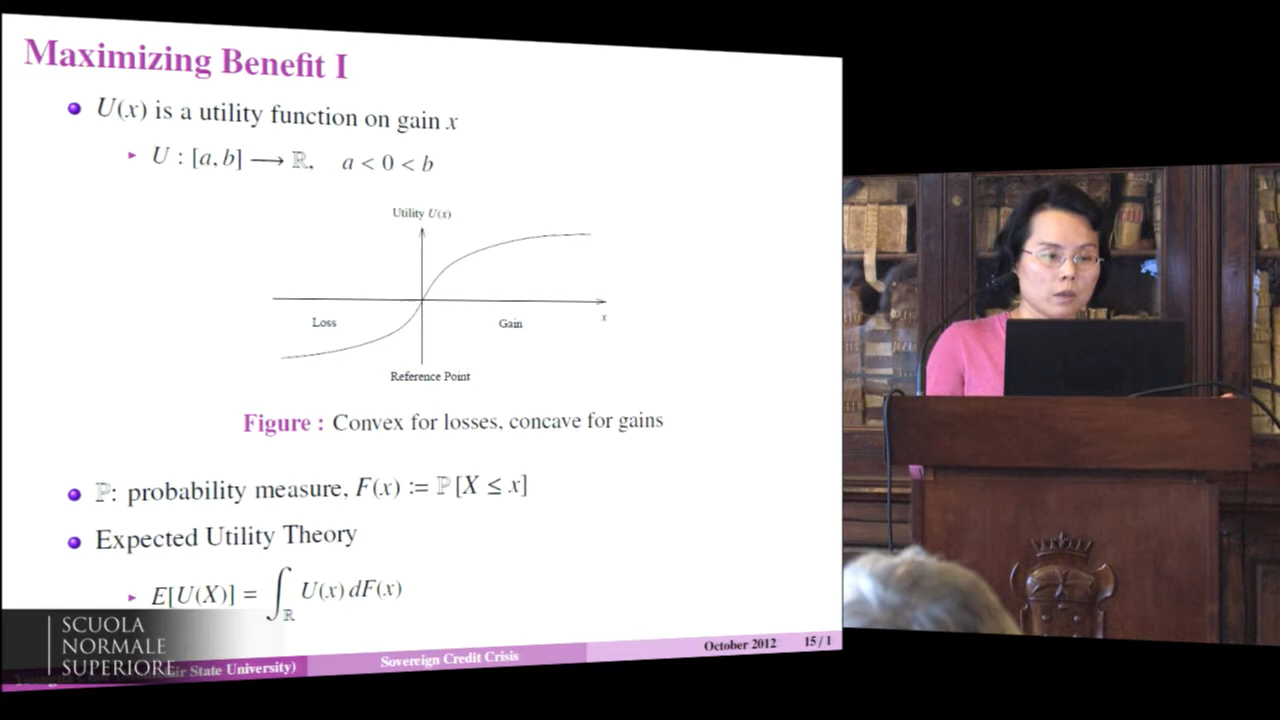 Maximizing Benefit I
U(x) is a utility function on gain x
U : [a, b] ⟶ ℝ, a < 0 < b
Utility U(x)
Loss
Gain
x
Reference Point
Figure : Convex for losses, concave for gains
ℙ: probability measure, F(x) := ℙ [X ≤ x]
Expected Utility Theory
E[U(X)] = ∫_ℝ U(x) dF(x)
SCUOLA
NORMALE
SUPERIORE
State University)
Sovereign Credit Crisis
October 2012
15 / 1